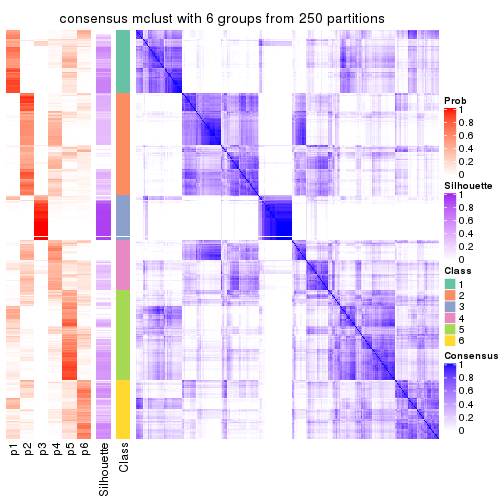 consensus mclust with 6 groups from 250 partitions
Prob
1
0.8
0.6
0.4
0.2
0
Silhouette
1
0.8
0.6
0.4
0.2
0
Class
1
2
3
4
5
6
Consensus
1
0.8
0.6
0.4
0.2
0
p1
p2
p3
p4
p5
p6
Silhouette
Class